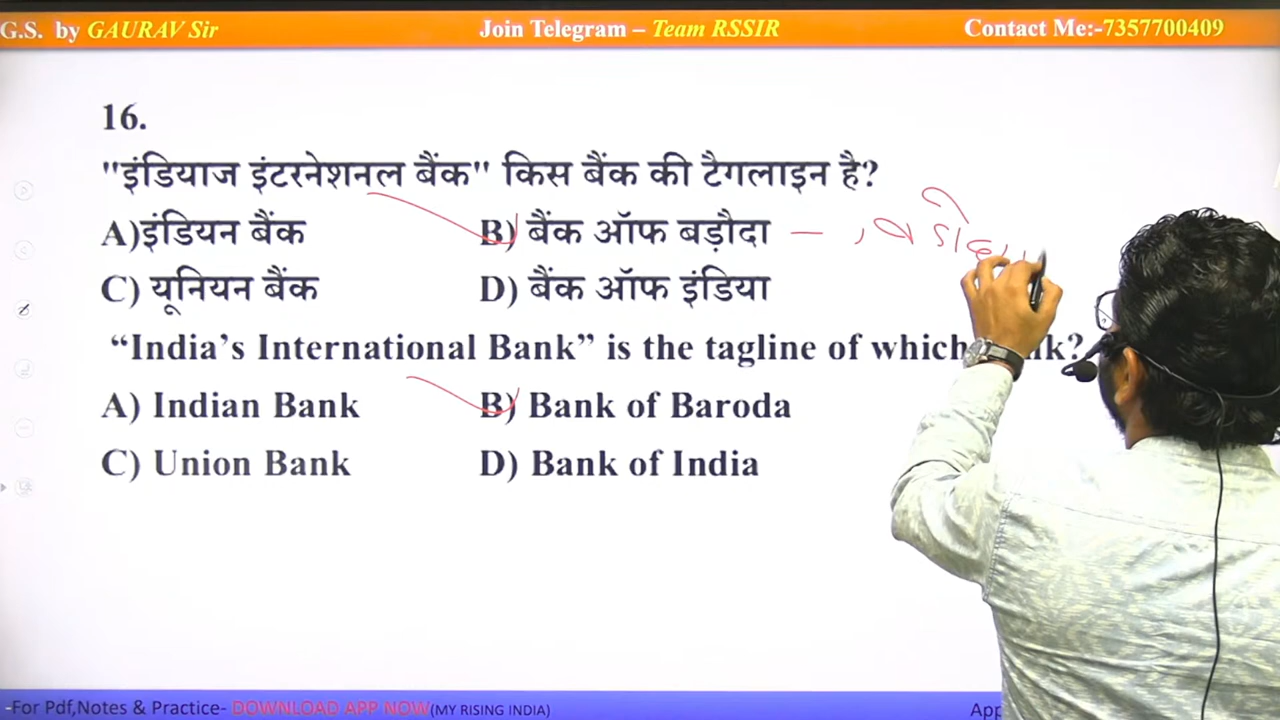 G.S. by GAURAV Sir
Join Telegram – Team RSSIR
Contact Me:-7357700409
16.
"इंडियाज इंटरनेशनल बैंक" किस बैंक की टैगलाइन है?
A)इंडियन बैंक B) बैंक ऑफ बड़ौदा –
C) यूनियन बैंक D) बैंक ऑफ इंडिया
“India’s International Bank” is the tagline of which
A) Indian Bank B) Bank of Baroda
C) Union Bank D) Bank of India
-For Pdf,Notes & Practice- DOWNLOAD APP NOW(MY RISING INDIA)